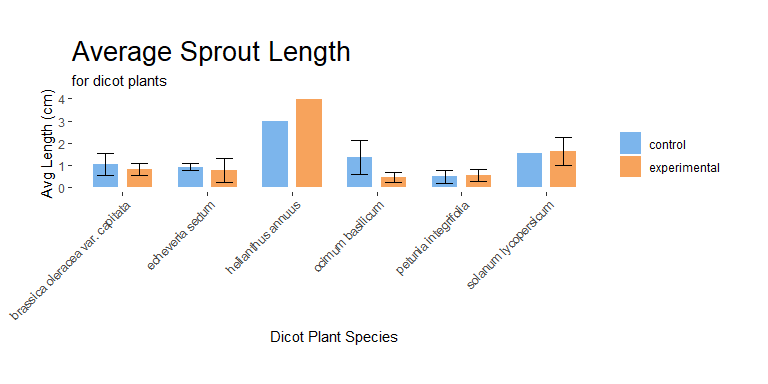 Average Sprout Length
for dicot plants
Avg Length (cm)
4
3
2
1
0
control
experimental
brassica oleracea var. capitata
echeveria sedum
helianthus annuus
ocimum basilicum
petunia integrifolia
solanum lycopersicum
Dicot Plant Species